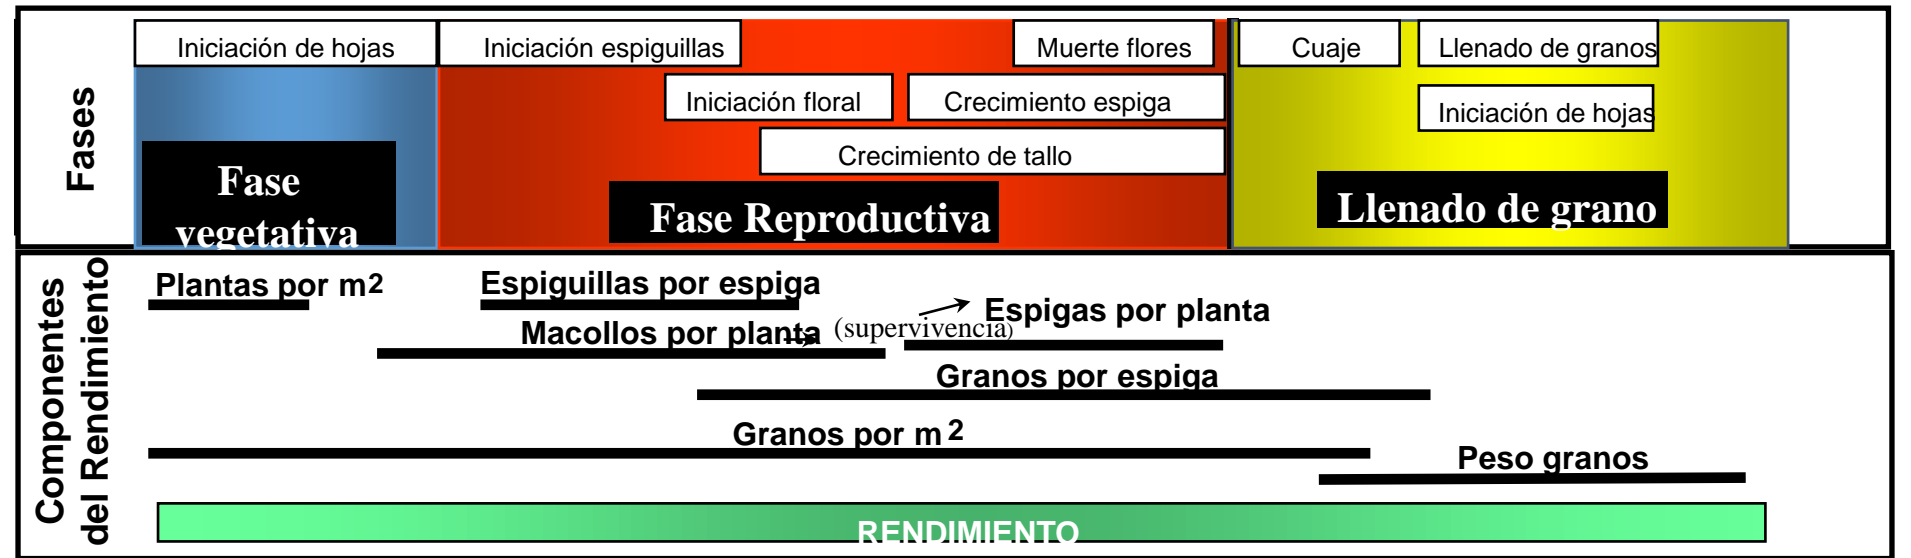 Fases
Iniciación de hojas
Iniciación espiguillas
Muerte flores
Cuaje
Llenado de granos
Iniciación floral
Crecimiento espiga
Iniciación de hojas
Crecimiento de tallo
Fase
vegetativa
Fase Reproductiva
Llenado de grano
Componentes
del Rendimiento
Plantas por m2
Espiguillas por espiga
Macollos por planta
(supervivencia)
Espigas por planta
Granos por espiga
Granos por m2
Peso granos
RENDIMIENTO